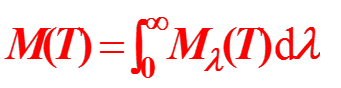 M(T) = ∫₀^∞ M_λ(T)dλ